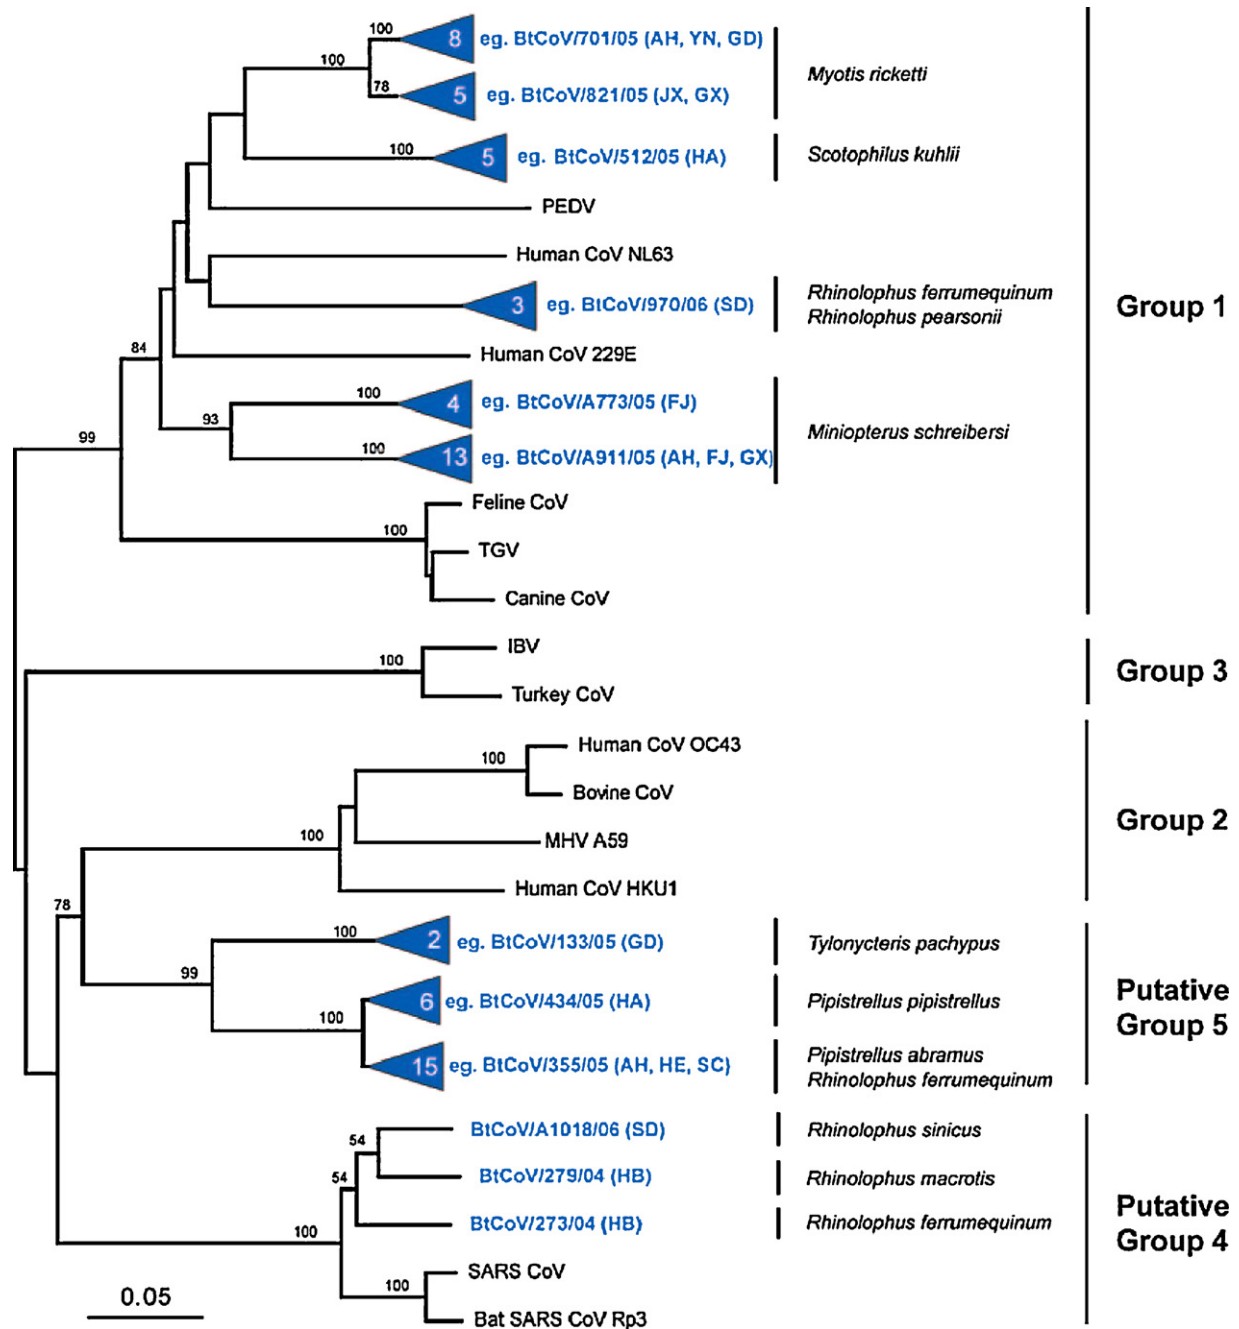 100
8 eg. BtCoV/701/05 (AH, YN, GD)
100
Myotis ricketti
78
5 eg. BtCoV/821/05 (JX, GX)
100
5 eg. BtCoV/512/05 (HA)
Scotophilus kuhlii
PEDV
Human CoV NL63
3 eg. BtCoV/970/06 (SD)
Rhinolophus ferrumequinum
Rhinolophus pearsonii
Group 1
84
Human CoV 229E
100
4 eg. BtCoV/A773/05 (FJ)
93
Miniopterus schreibersi
99
100
13 eg. BtCoV/A911/05 (AH, FJ, GX)
Feline CoV
100
TGV
Canine CoV
IBV
100
Group 3
Turkey CoV
Human CoV OC43
100
Bovine CoV
Group 2
100
MHV A59
Human CoV HKU1
78
100
2 eg. BtCoV/133/05 (GD)
Tylonycteris pachypus
99
6 eg. BtCoV/434/05 (HA)
Pipistrellus pipistrellus
Putative
Group 5
100
15 eg. BtCoV/355/05 (AH, HE, SC)
Pipistrellus abramus
Rhinolophus ferrumequinum
BtCoV/A1018/06 (SD)
Rhinolophus sinicus
54
54
BtCoV/279/04 (HB)
Rhinolophus macrotis
Putative
Group 4
BtCoV/273/04 (HB)
Rhinolophus ferrumequinum
100
SARS CoV
100
0.05
Bat SARS CoV Rp3